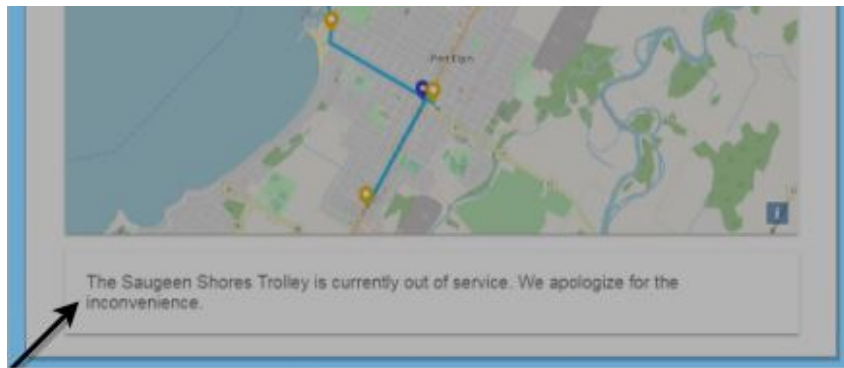 Port Elgin
The Saugeen Shores Trolley is currently out of service. We apologize for the
inconvenience.
i